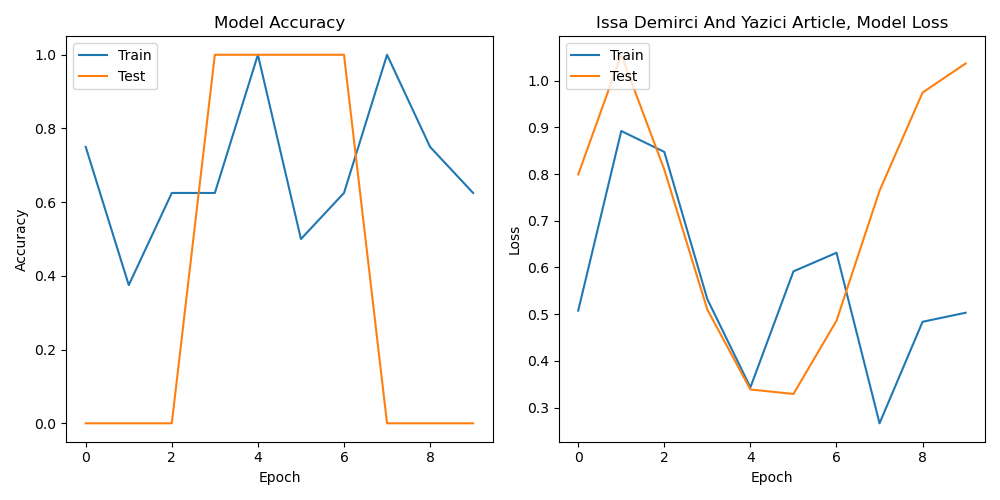 Model Accuracy
Train
Test
1.0
0.8
0.6
0.4
0.2
0.0
Accuracy
0 2 4 6 8
Epoch
Issa Demirci And Yazici Article, Model Loss
Train
Test
1.0
0.9
0.8
0.7
0.6
0.5
0.4
0.3
Loss
0 2 4 6 8
Epoch